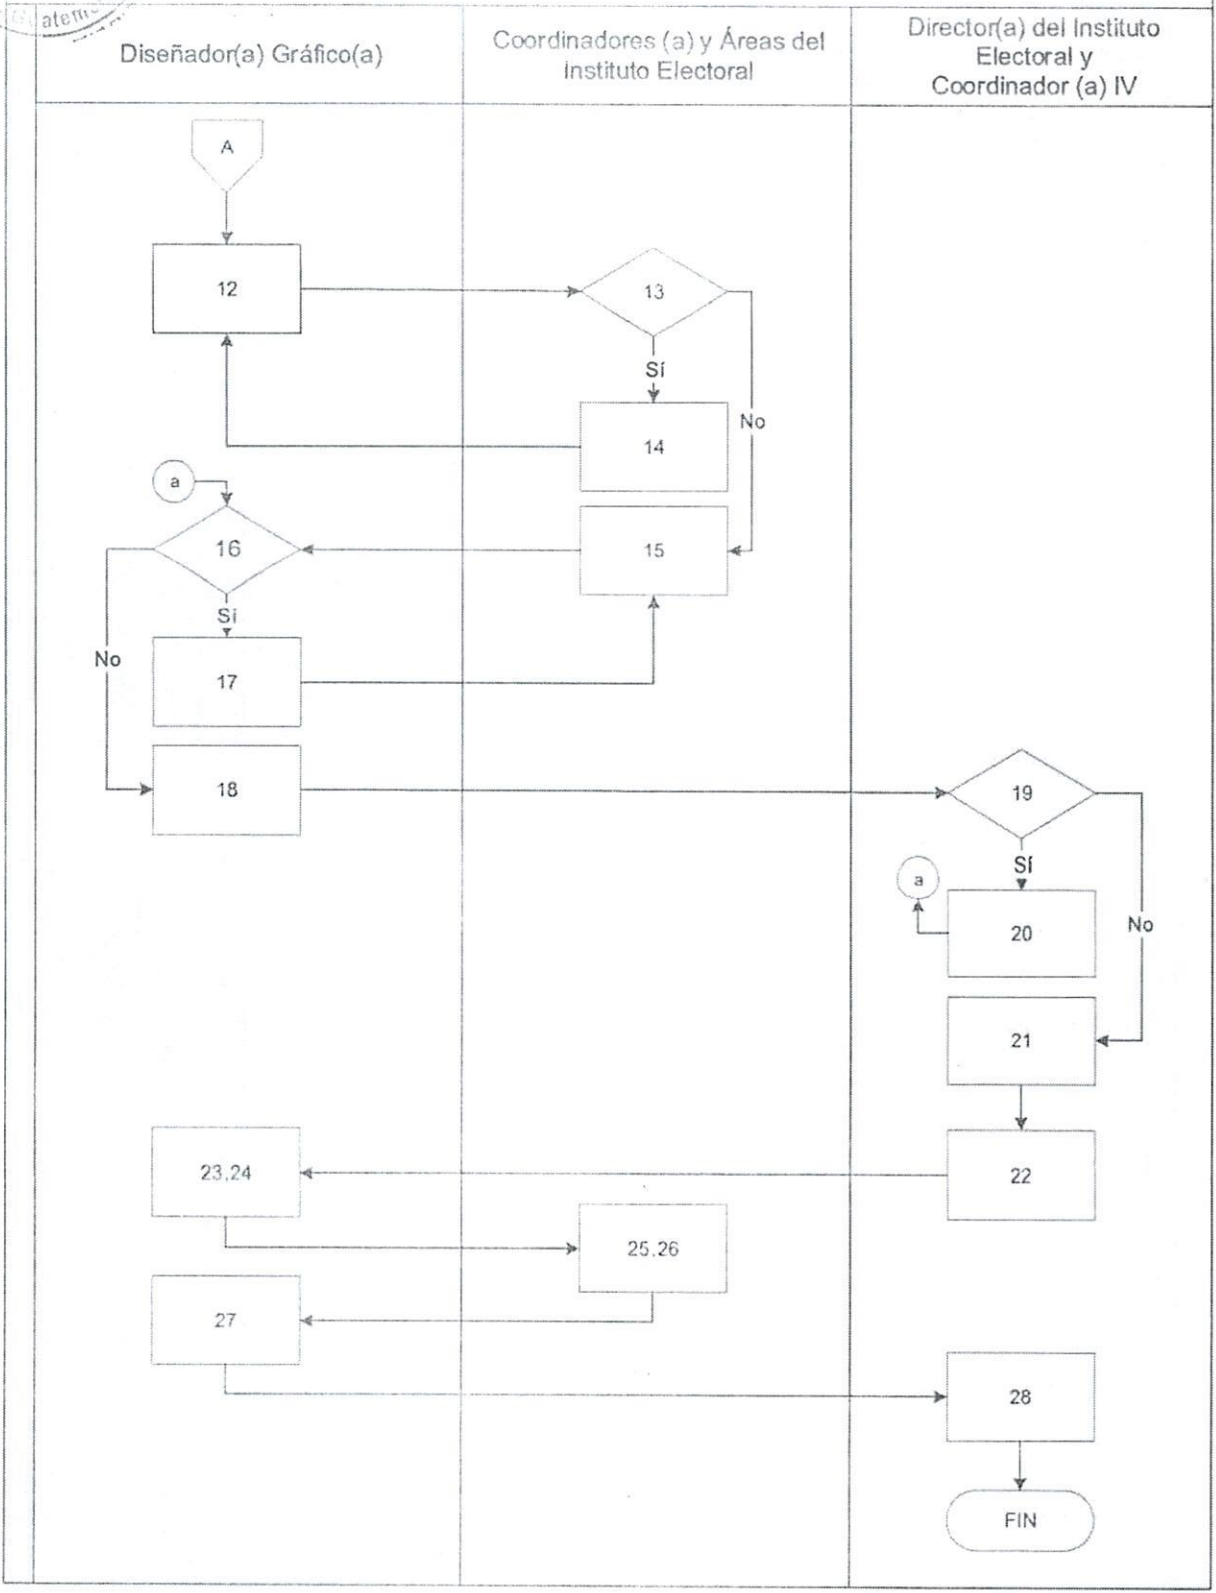 Diseñador(a) Gráfico(a)
Coordinadores (a) y Áreas del
Instituto Electoral
Director(a) del Instituto
Electoral y
Coordinador (a) IV
A
12
13
Sí
No
14
a
16
15
Sí
No
17
18
19
Sí
a
No
20
21
23,24
22
25,26
27
28
FIN